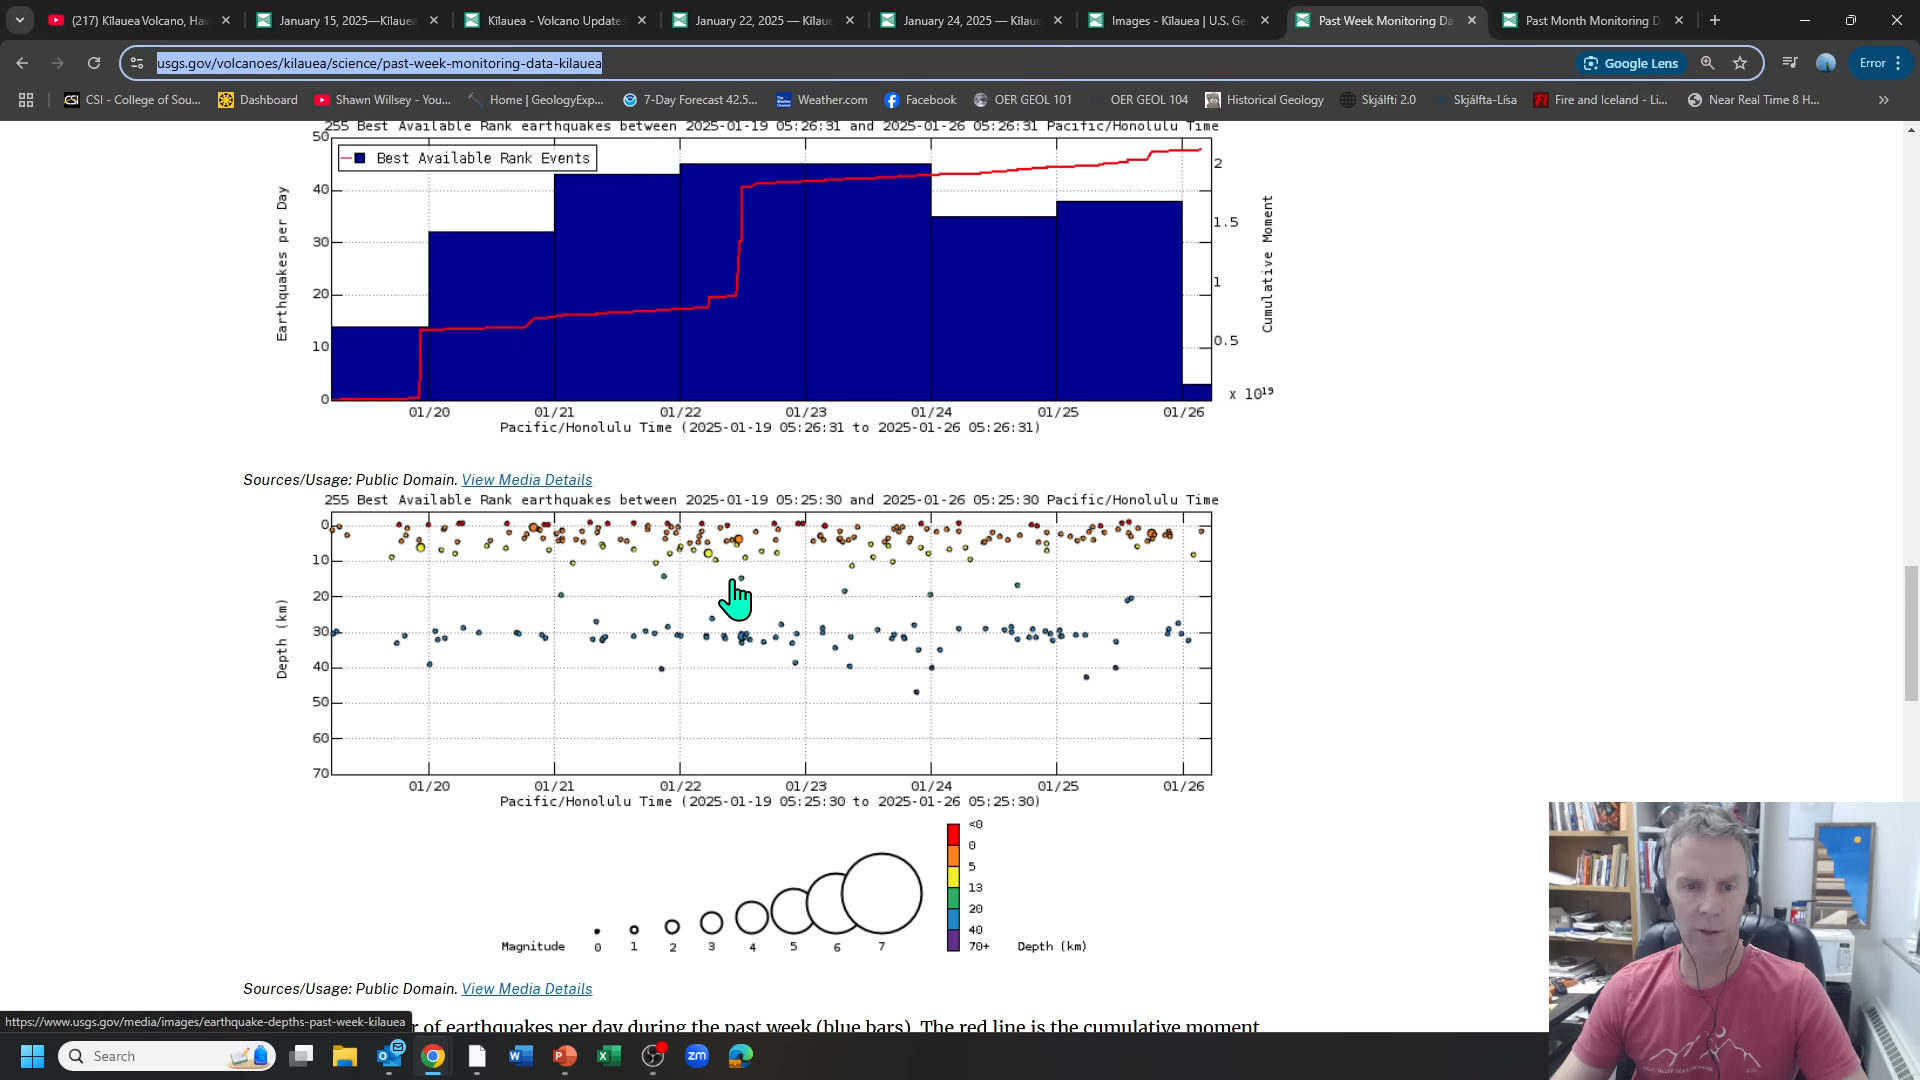 (217) Kīlauea Volcano, Ha
January 15, 2025—Kīlauea
Kīlauea - Volcano Updates
January 22, 2025 — Kīlaue
January 24, 2025 — Kīlaue
Images - Kīlauea | U.S. Ge
Past Week Monitoring Da
Past Month Monitoring D
usgs.gov/volcanoes/kilauea/science/past-week-monitoring-data-kilauea
Google Lens
Error
CSI - College of Sou...
Dashboard
Shawn Willsey - You...
Home | GeologyExp...
7-Day Forecast 42.5...
Weather.com
Facebook
OER GEOL 101
OER GEOL 104
Historical Geology
Skjálfti 2.0
Skjálfta-Lísa
Fire and Iceland - Li...
Near Real Time 8 H...
255 Best Available Rank earthquakes between 2025-01-19 05:26:31 and 2025-01-26 05:26:31 Pacific/Honolulu Time
Best Available Rank Events
Earthquakes per Day
50
40
30
20
10
0
2
1.5
1
0.5
x 10¹⁹
Cumulative Moment
01/20 01/21 01/22 01/23 01/24 01/25 01/26
Pacific/Honolulu Time (2025-01-19 05:26:31 to 2025-01-26 05:26:31)
Sources/Usage: Public Domain. View Media Details
255 Best Available Rank earthquakes between 2025-01-19 05:25:30 and 2025-01-26 05:25:30 Pacific/Honolulu Time
Depth (km)
0
10
20
30
40
50
60
70
01/20 01/21 01/22 01/23 01/24 01/25 01/26
Pacific/Honolulu Time (2025-01-19 05:25:30 to 2025-01-26 05:25:30)
<0
0
5
13
20
40
70+ Depth (km)
Magnitude 0 1 2 3 4 5 6 7
Sources/Usage: Public Domain. View Media Details
https://www.usgs.gov/media/images/earthquake-depths-past-week-kilauea
r of earthquakes per day during the past week (blue bars). The red line is the cumulative moment
Search